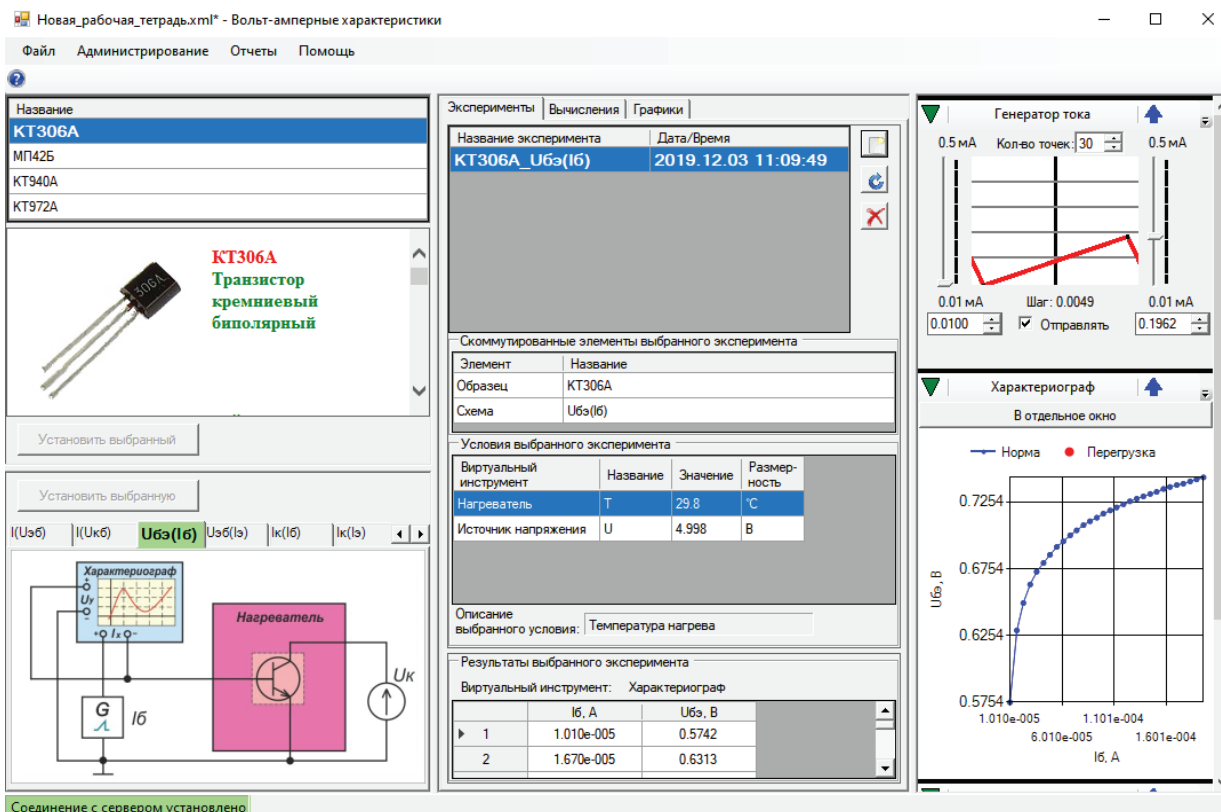 Новая_рабочая_тетрадь.xml* - Вольт-амперные характеристики
Файл Администрирование Отчеты Помощь
Название
КТ306А
МП42Б
КТ940А
КТ972А
306А
КТ306А
Транзистор
кремниевый
биполярный
Установить выбранный
Установить выбранную
I(Uэб) I(Uкб) Uбэ(Iб) Uэб(Iэ) Iк(Iб) Iк(Iэ)
Характериограф
+
Uy
−
+ Ix −
Нагреватель
G
Iб
Uк
Соединение с сервером установлено
Эксперименты Вычисления Графики
Название эксперимента Дата/Время
КТ306А_Uбэ(Iб) 2019.12.03 11:09:49
Скоммутированные элементы выбранного эксперимента
Элемент Название
Образец КТ306А
Схема Uбэ(Iб)
Условия выбранного эксперимента
Виртуальный инструмент Название Значение Размер-
ность
Нагреватель T 29.8 °C
Источник напряжения U 4.998 В
Описание
выбранного условия: Температура нагрева
Результаты выбранного эксперимента
Виртуальный инструмент: Характериограф
Iб, А Uбэ, В
1 1.010e-005 0.5742
2 1.670e-005 0.6313
Генератор тока
0.5 мА Кол-во точек: 30 0.5 мА
0.01 мА Шаг: 0.0049 0.01 мА
0.0100 Отправлять 0.1962
Характериограф
В отдельное окно
Норма Перегрузка
0.7254
0.6754
0.6254
0.5754
Uбэ, В
1.010e-005 1.101e-004
6.010e-005 1.601e-004
Iб, А